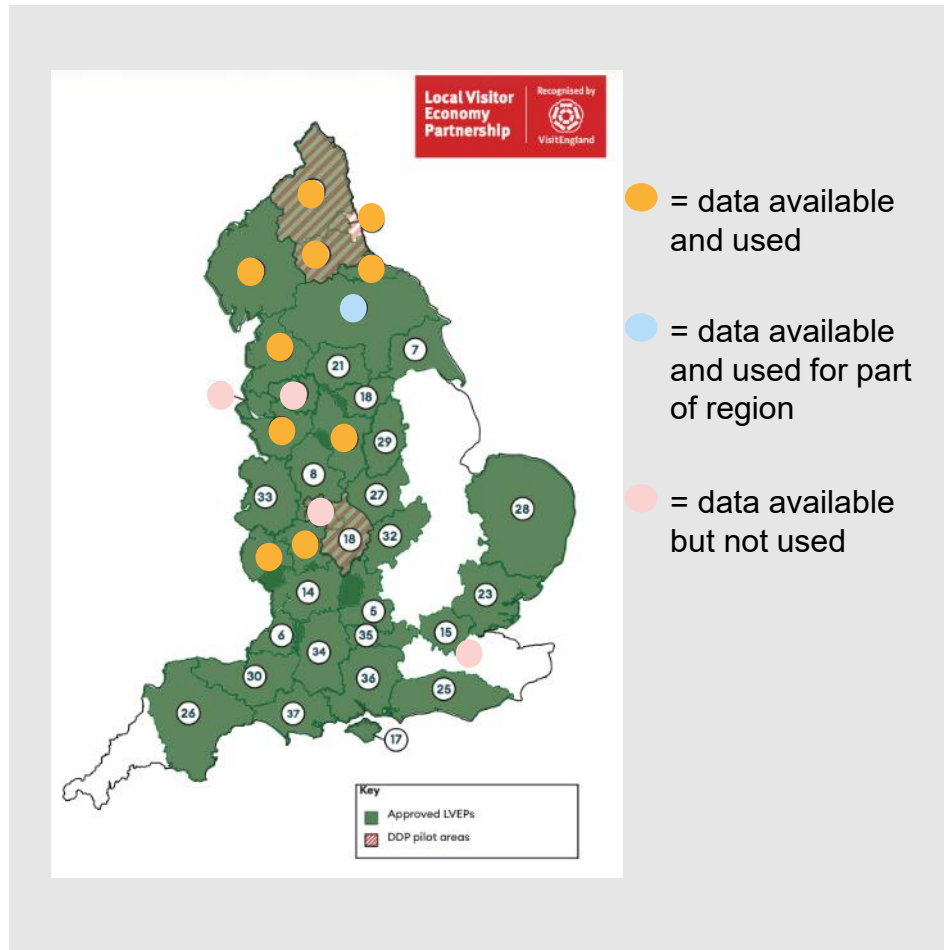 Local Visitor
Economy
Partnership
Recognised by
VisitEngland
= data available
and used
= data available
and used for part
of region
= data available
but not used
7
21
18
29
8
33
27
28
18
32
14
23
5
15
6
35
34
30
36
25
26
37
17
Key
Approved LVEPs
DDP pilot areas